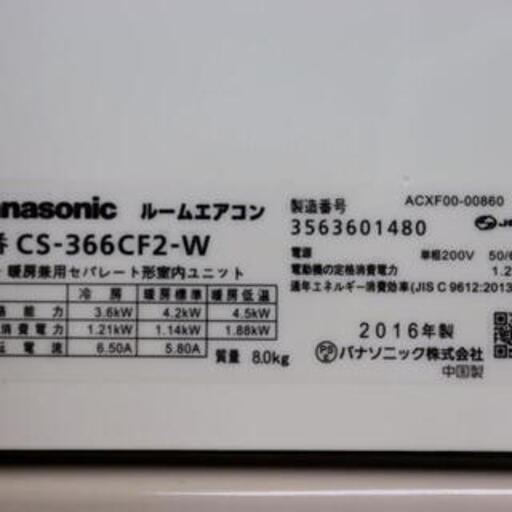 anasonic ルームエアコン
番 CS-366CF2-W
暖房兼用セパレート形室内ユニット
冷 房 暖房標準 暖房低温
能 力 3.6kW 4.2kW 4.5kW
消費電力 1.21kW 1.14kW 1.88kW
転 電 流 6.50A 5.80A
質量 8.0kg
製造番号
3563601480
ACXF00-00860
電源 単相200V 50/6
電動機の定格消費電力 1.2
通年エネルギー消費効率(JIS C 9612:2013
2016年製
パナソニック株式会社
中国製